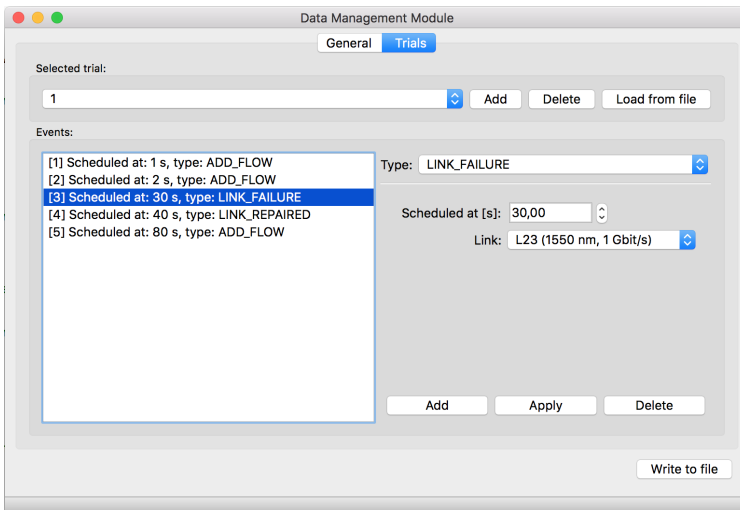 Data Management Module
General Trials
Selected trial:
1 Add Delete Load from file
Events:
[1] Scheduled at: 1 s, type: ADD_FLOW
[2] Scheduled at: 2 s, type: ADD_FLOW
[3] Scheduled at: 30 s, type: LINK_FAILURE
[4] Scheduled at: 40 s, type: LINK_REPAIRED
[5] Scheduled at: 80 s, type: ADD_FLOW
Type: LINK_FAILURE
Scheduled at [s]: 30,00
Link: L23 (1550 nm, 1 Gbit/s)
Add Apply Delete
Write to file